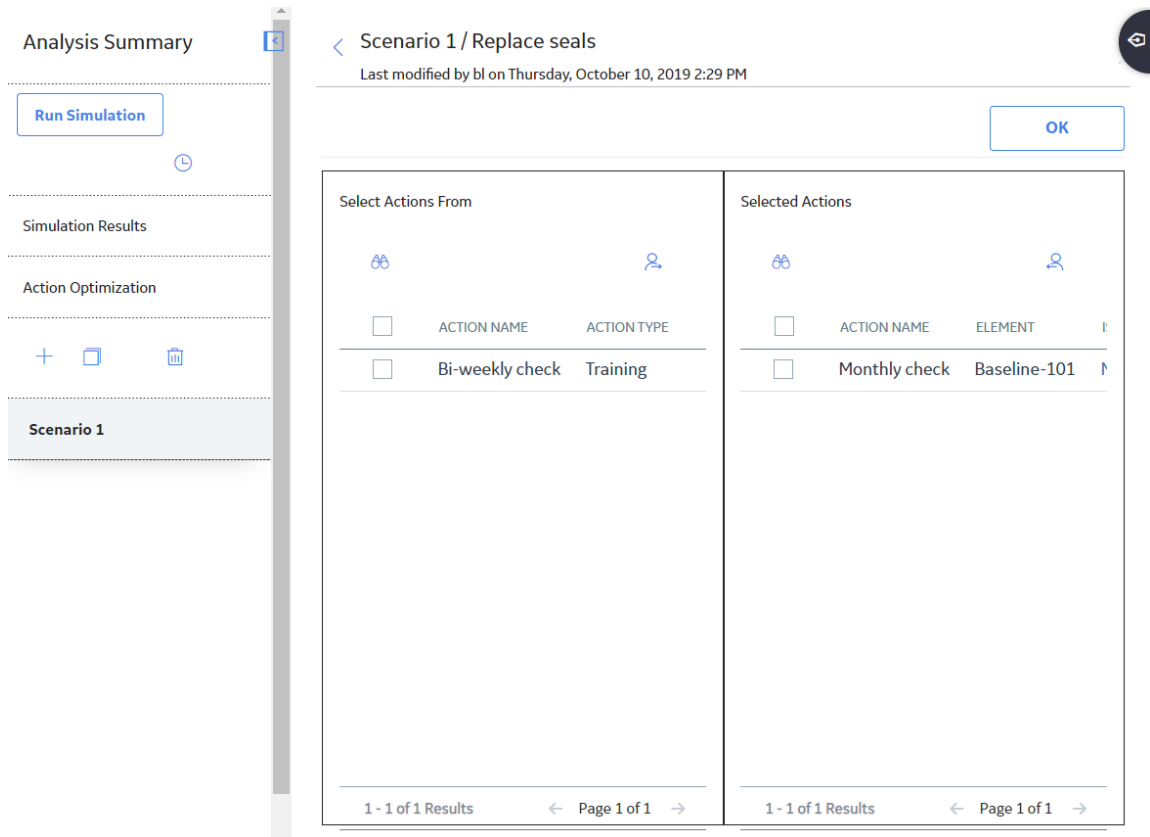 Analysis Summary
Run Simulation
Simulation Results
Action Optimization
Scenario 1
Scenario 1 / Replace seals
Last modified by bl on Thursday, October 10, 2019 2:29 PM
OK
Select Actions From
ACTION NAME ACTION TYPE
Bi-weekly check Training
1 - 1 of 1 Results Page 1 of 1
Selected Actions
ACTION NAME ELEMENT
Monthly check Baseline-101
1 - 1 of 1 Results Page 1 of 1